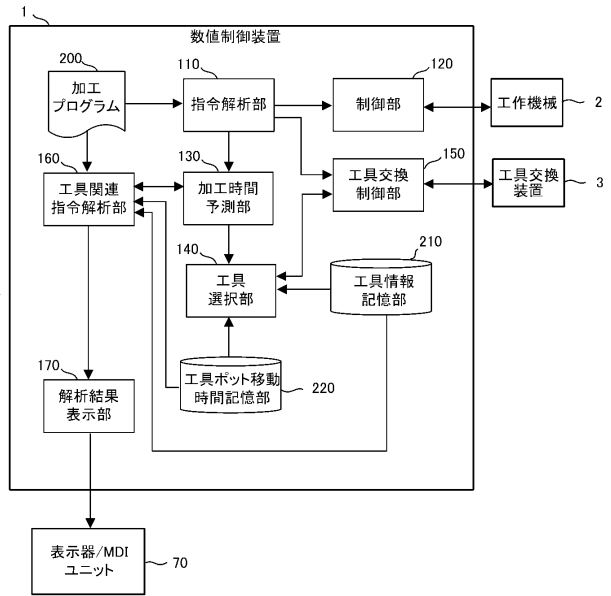 1
数値制御装置
200
加工
プログラム
110
指令解析部
120
制御部
工作機械
2
160
工具関連
指令解析部
130
加工時間
予測部
150
工具交換
制御部
工具交換
装置
3
140
工具
選択部
210
工具情報
記憶部
170
解析結果
表示部
工具ポット移動
時間記憶部
220
表示器/MDI
ユニット
70